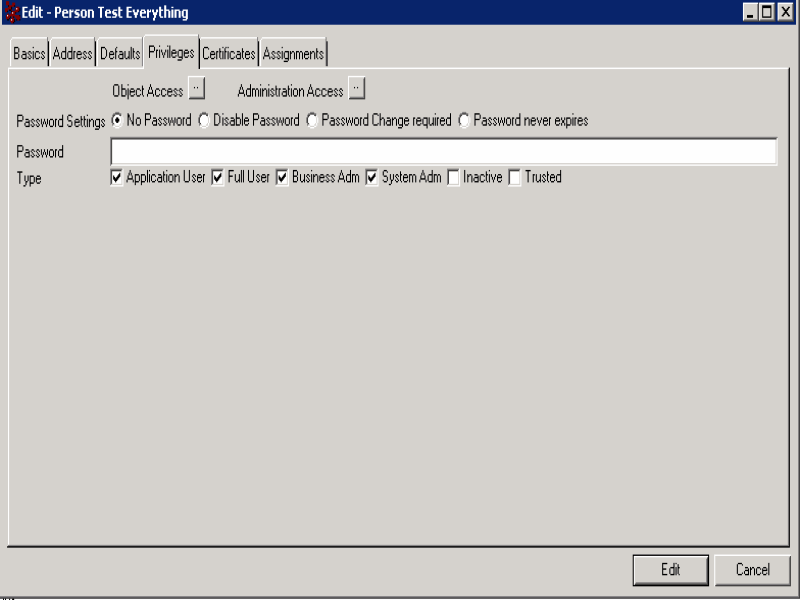 Edit - Person Test Everything
Basics Address Defaults Privileges Certificates Assignments
Object Access .. Administration Access ..
Password Settings No Password Disable Password Password Change required Password never expires
Password
Type Application User Full User Business Adm System Adm Inactive Trusted
Edit Cancel